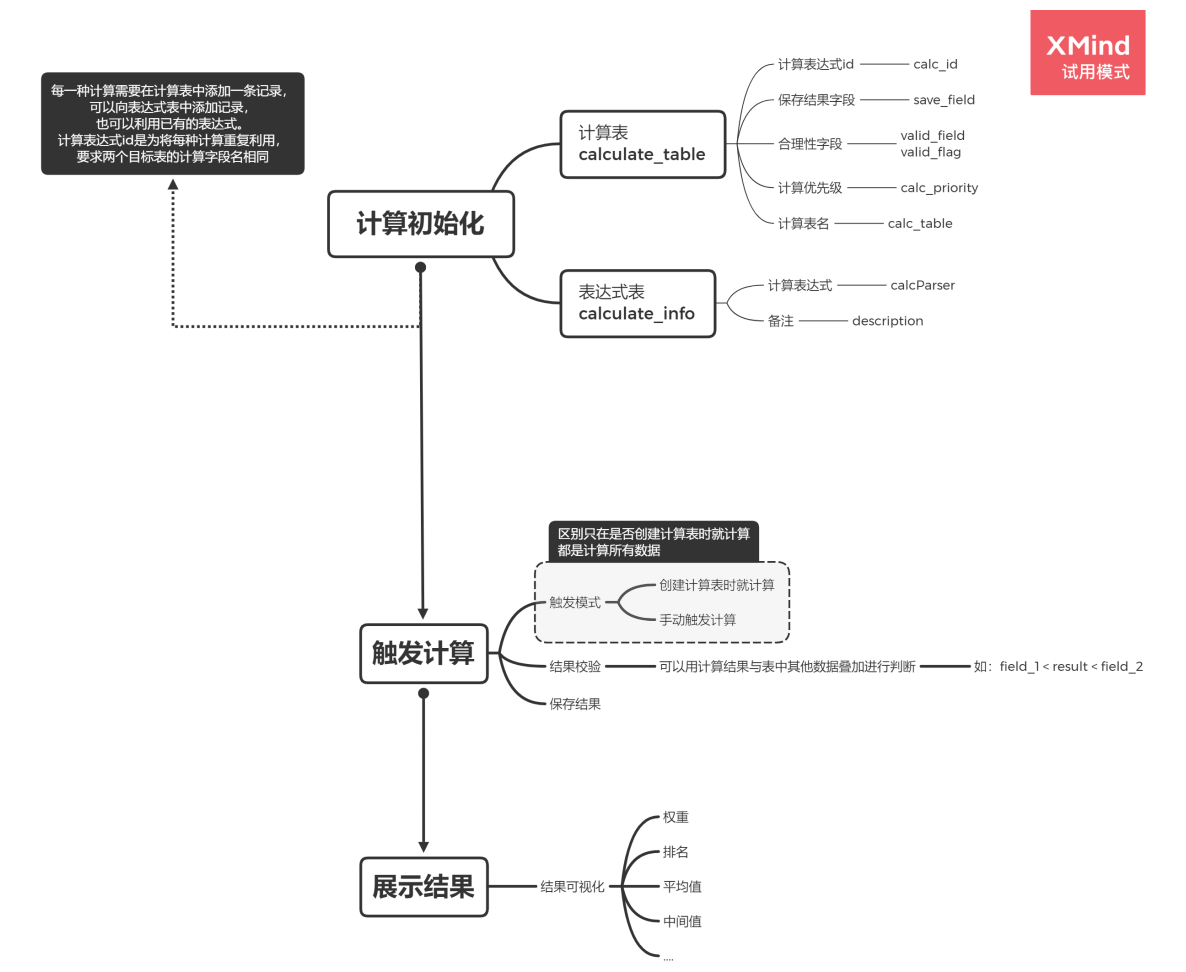 XMind
试用模式
每一种计算需要在计算表中添加一条记录，
可以向表达式表中添加记录，
也可以利用已有的表达式。
计算表达式id是为将每种计算重复利用，
要求两个目标表的计算字段名相同
计算初始化
计算表
calculate_table
计算表达式id
calc_id
保存结果字段
save_field
合理性字段
valid_field
valid_flag
计算优先级
calc_priority
计算表名
calc_table
表达式表
calculate_info
计算表达式
calcParser
备注
description
触发计算
区别只在是否创建计算表时就计算
都是计算所有数据
触发模式
创建计算表时就计算
手动触发计算
结果校验
可以用计算结果与表中其他数据叠加进行判断
如：field_1 < result < field_2
保存结果
展示结果
结果可视化
权重
排名
平均值
中间值
....